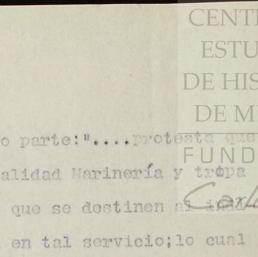 CENT
ESTU
DE HIS
DE M
FUND
o parte:"....protesta que
alidad Marinería y tropa
que se destinen al
en tal servicio;lo cual